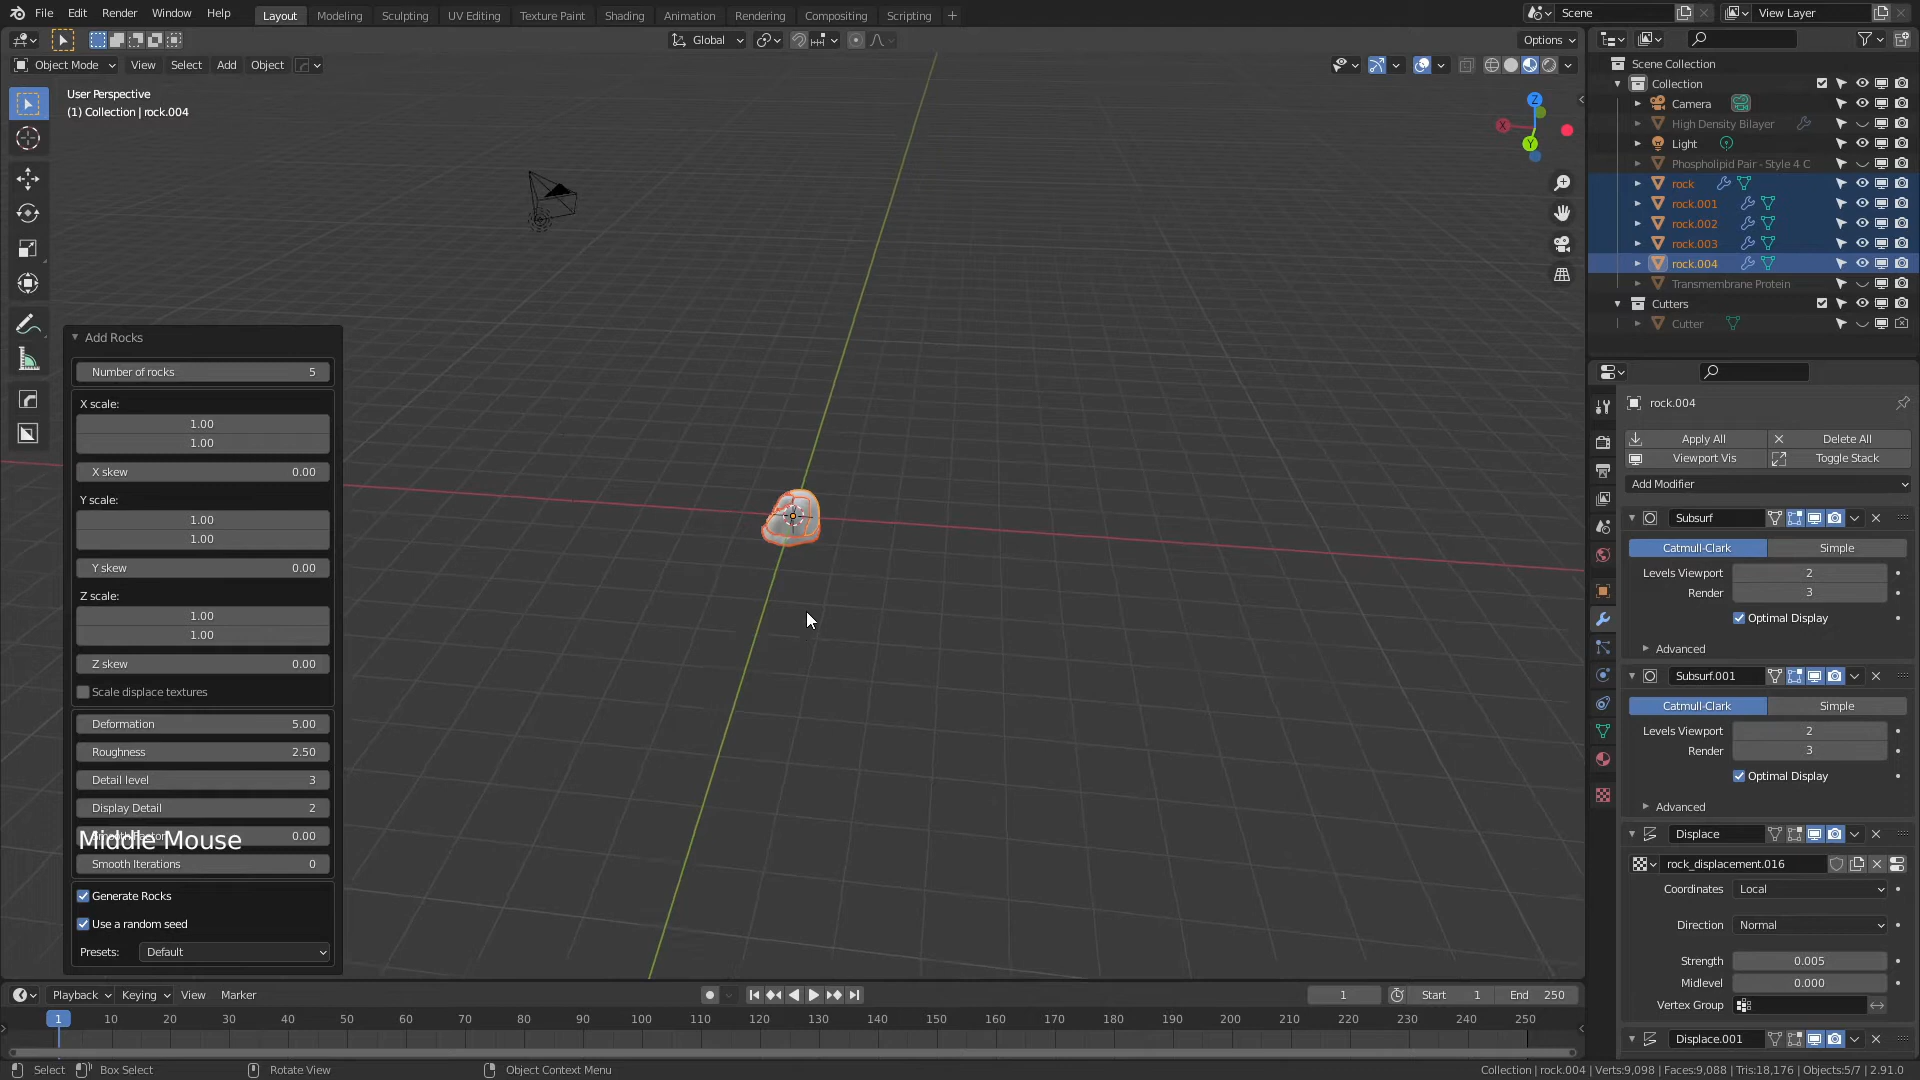 File Edit Render Window Help Layout Modeling Sculpting UV Editing Texture Paint Shading Animation Rendering Compositing Scripting + Scene View Layer
Global Options
Object Mode View Select Add Object
User Perspective
(1) Collection | rock.004
Z
X
Y
Scene Collection
Collection
Camera
High Density Bilayer
Light
Phospholipid Pair - Style 4 C
rock
rock.001
rock.002
rock.003
rock.004
Transmembrane Protein
Cutters
Cutter
Add Rocks
Number of rocks 5
X scale:
1.00
1.00
X skew 0.00
Y scale:
1.00
1.00
Y skew 0.00
Z scale:
1.00
1.00
Z skew 0.00
Scale displace textures
Deformation 5.00
Roughness 2.50
Detail level 3
Display Detail 2
Middle Mouse
0.00
Smooth Iterations 0
Generate Rocks
Use a random seed
Presets: Default
rock.004
Apply All Delete All
Viewport Vis Toggle Stack
Add Modifier
Subsurf
Catmull-Clark Simple
Levels Viewport 2
Render 3
Optimal Display
Advanced
Subsurf.001
Catmull-Clark Simple
Levels Viewport 2
Render 3
Optimal Display
Advanced
Displace
rock_displacement.016
Coordinates Local
Direction Normal
Strength 0.005
Midlevel 0.000
Vertex Group
Displace.001
Playback Keying View Marker 1 Start 1 End 250
1 10 20 30 40 50 60 70 80 90 100 110 120 130 140 150 160 170 180 190 200 210 220 230 240 250
Select Box Select Rotate View Object Context Menu Collection | rock.004 | Verts:9,098 | Faces:9,088 | Tris:18,176 | Objects:5/7 | 2.91.0